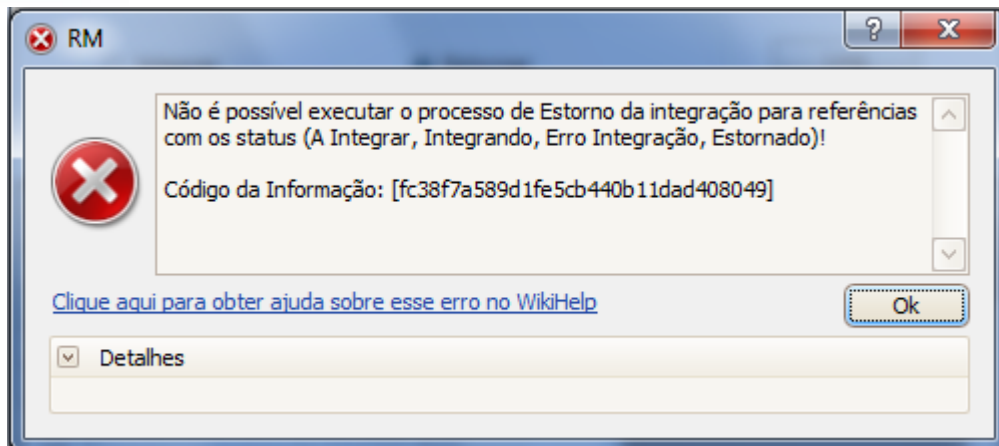 RM
Não é possível executar o processo de Estorno da integração para referências
com os status (A Integrar, Integrando, Erro Integração, Estornado)!
Código da Informação: [fc38f7a589d1fe5cb440b11dad408049]
Clique aqui para obter ajuda sobre esse erro no WikiHelp
Ok
Detalhes